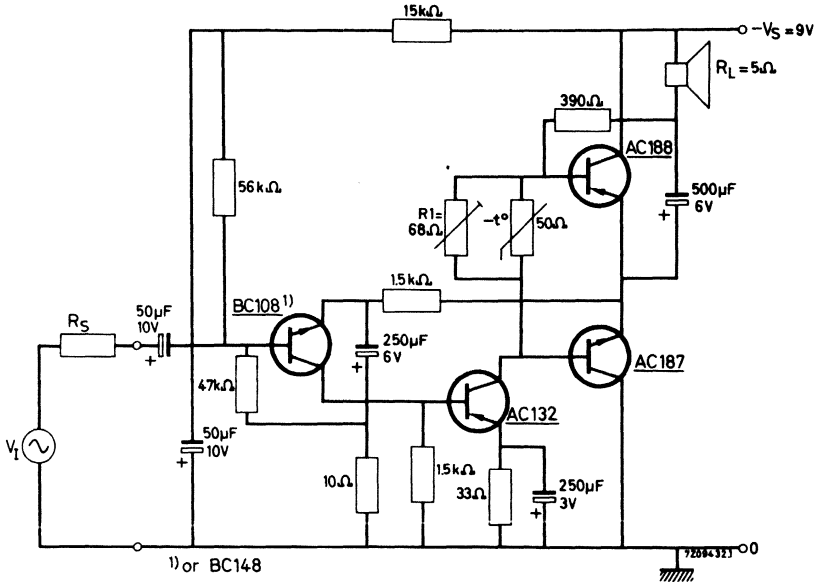 15kΩ
-VS = 9V
RL = 5Ω
390Ω
AC188
56kΩ
R1=
68Ω
-t°
50Ω
500µF
6V
+
1.5kΩ
BC108 1)
RS
50µF
10V
+
250µF
6V
+
AC187
47kΩ
AC132
VI
50µF
10V
+
10Ω
1.5kΩ
33Ω
250µF
3V
+
0
1) or BC148